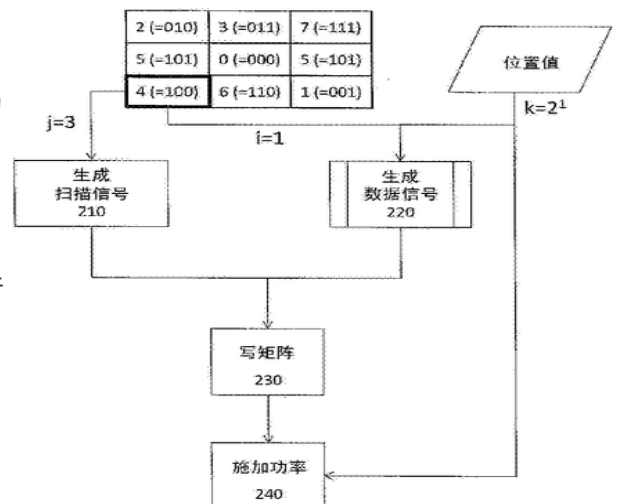 2 (=010) 3 (=011) 7 (=111)
5 (=101) 0 (=000) 5 (=101)
4 (=100) 6 (=110) 1 (=001)
位置值
j=3
i=1
k=2¹
生成
扫描信号
210
生成
数据信号
220
写矩阵
230
施加功率
240